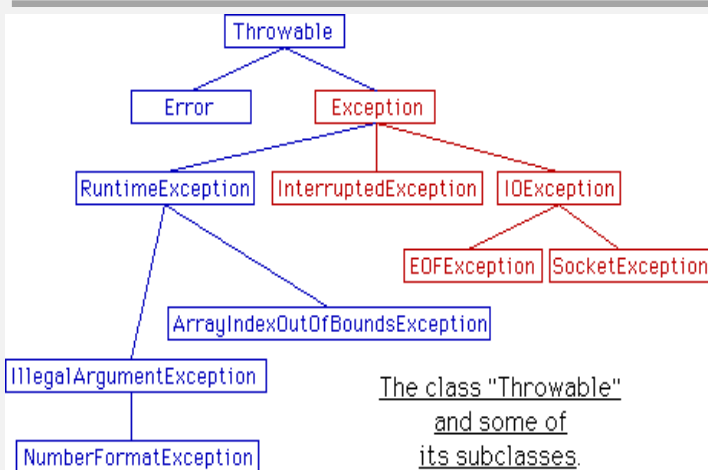 Throwable
Error
Exception
RuntimeException
InterruptedException
IOException
EOFException
SocketException
ArrayIndexOutOfBoundsException
IllegalArgumentException
NumberFormatException
The class "Throwable"
and some of
its subclasses.